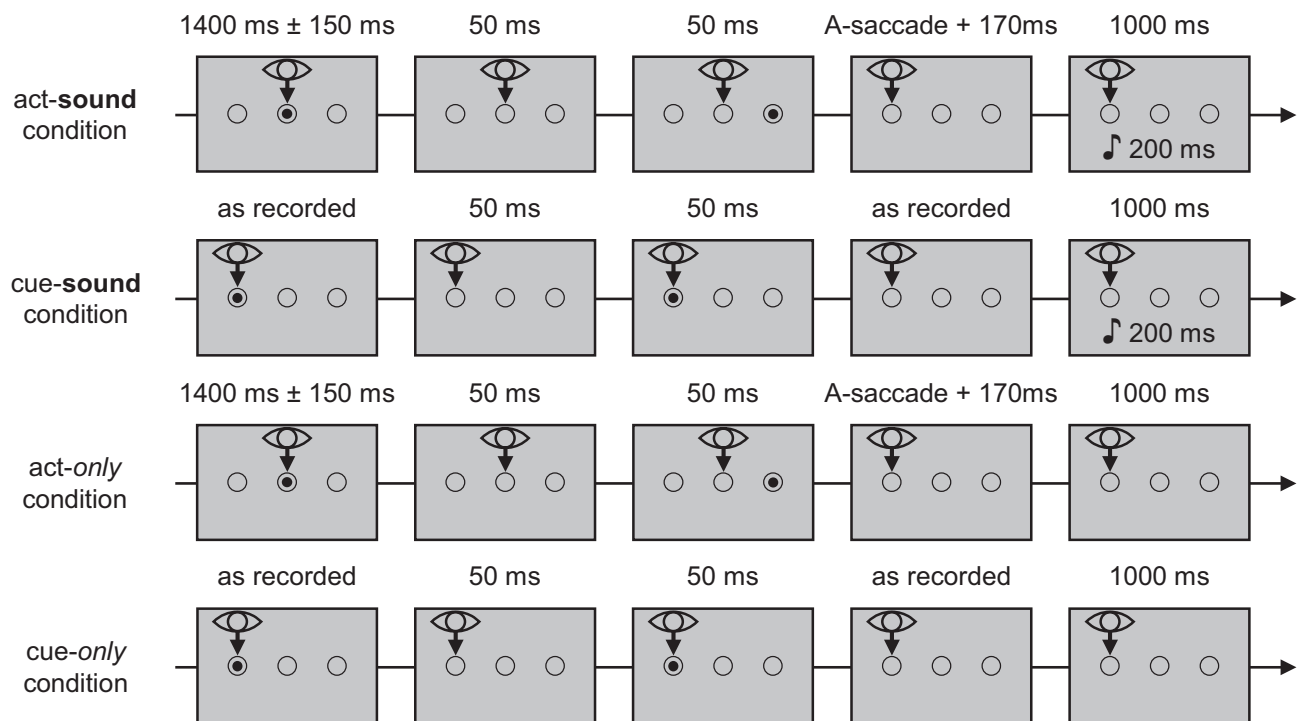 1400 ms ± 150 ms 50 ms 50 ms A-saccade + 170ms 1000 ms
act-sound
condition
200 ms
as recorded 50 ms 50 ms as recorded 1000 ms
cue-sound
condition
200 ms
1400 ms ± 150 ms 50 ms 50 ms A-saccade + 170ms 1000 ms
act-only
condition
as recorded 50 ms 50 ms as recorded 1000 ms
cue-only
condition